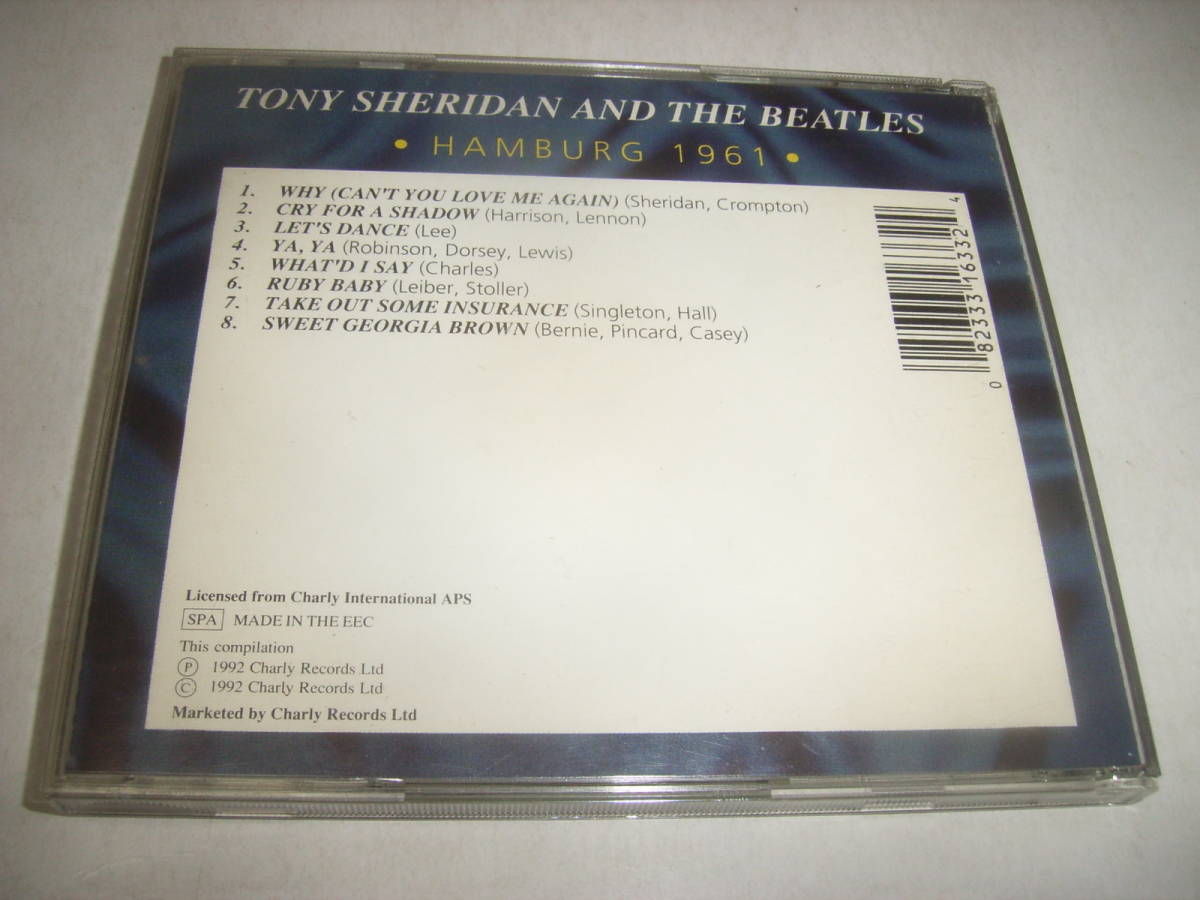 TONY SHERIDAN AND THE BEATLES
• HAMBURG 1961 •
1. WHY (CAN'T YOU LOVE ME AGAIN) (Sheridan, Crompton)
2. CRY FOR A SHADOW (Harrison, Lennon)
3. LET'S DANCE (Lee)
4. YA, YA (Robinson, Dorsey, Lewis)
5. WHAT'D I SAY (Charles)
6. RUBY BABY (Leiber, Stoller)
7. TAKE OUT SOME INSURANCE (Singleton, Hall)
8. SWEET GEORGIA BROWN (Bernie, Pincard, Casey)
0 82333 16332 4
Licensed from Charly International APS
SPA MADE IN THE EEC
This compilation
Ⓟ 1992 Charly Records Ltd
Ⓒ 1992 Charly Records Ltd
Marketed by Charly Records Ltd